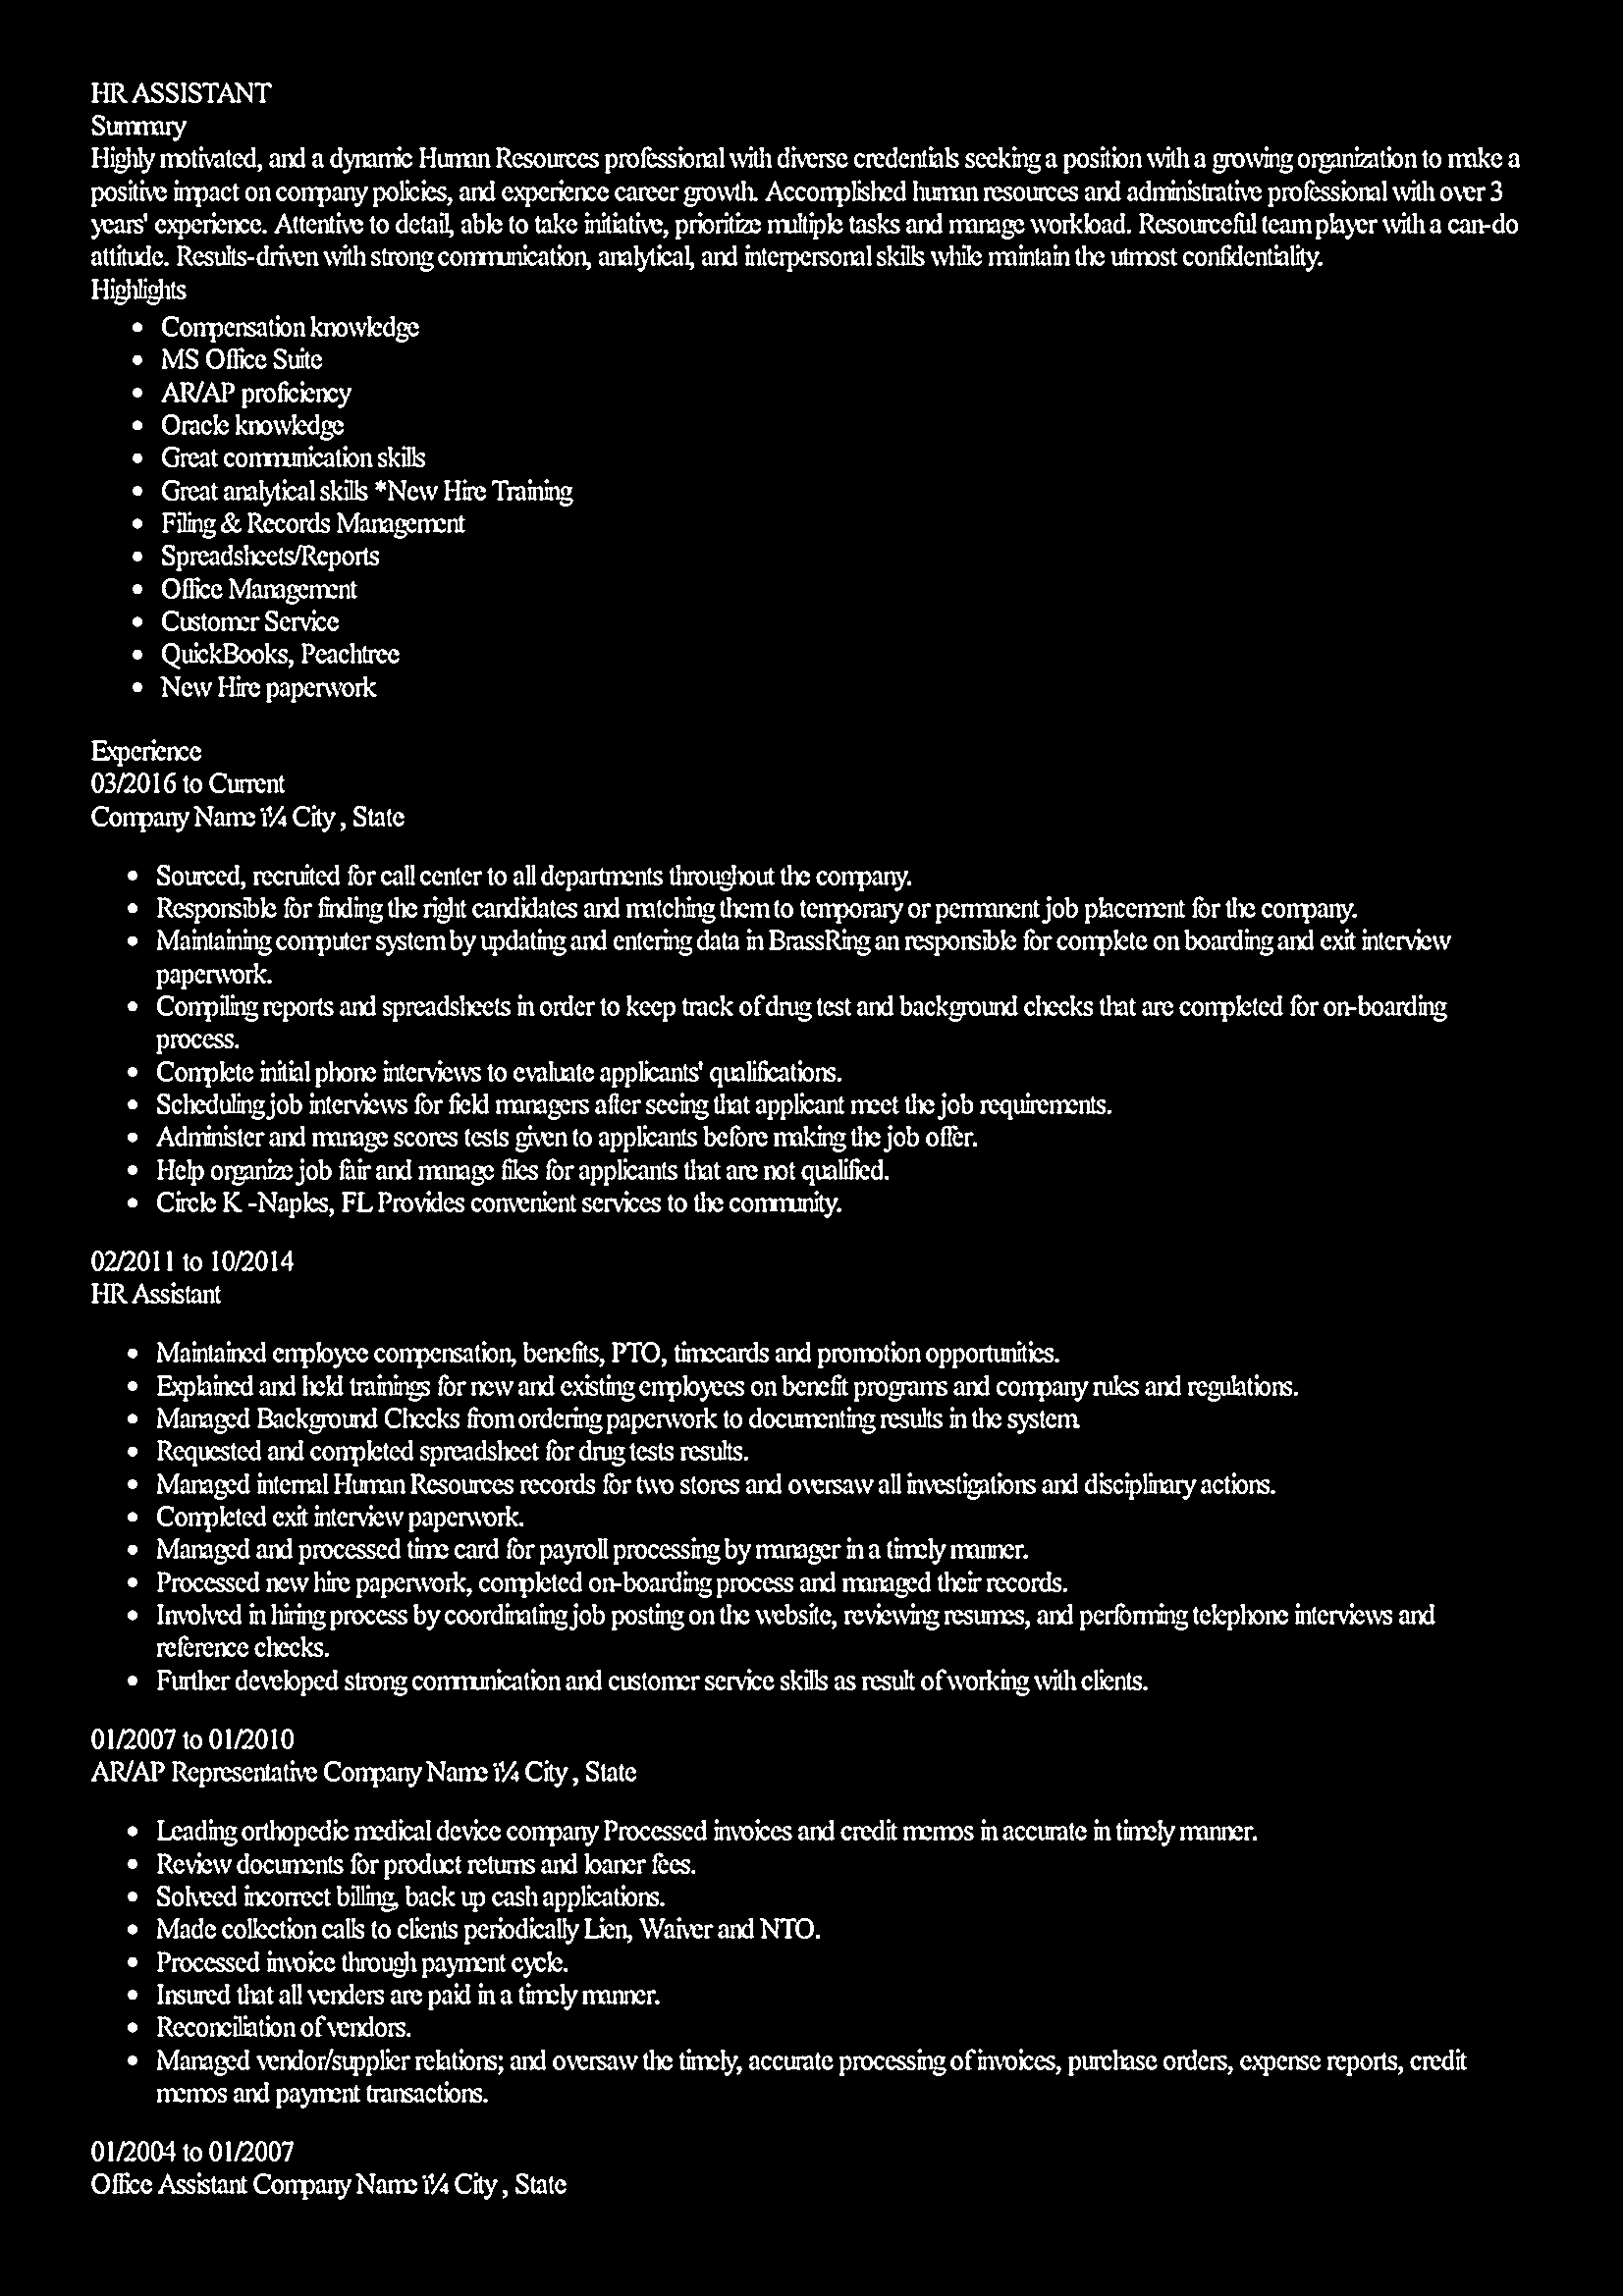 HR ASSISTANT
Summary
Highly motivated, and a dynamic Human Resources professional with diverse credentials seeking a position with a growing organization to make a
positive impact on company policies, and experience career growth. Accomplished human resources and administrative professional with over 3
years' experience. Attentive to detail, able to take initiative, prioritize multiple tasks and manage workload. Resourceful team player with a can-do
attitude. Results-driven with strong communication, analytical, and interpersonal skills while maintain the utmost confidentiality.
Highlights
• Compensation knowledge
• MS Office Suite
• AR/AP proficiency
• Oracle knowledge
• Great communication skills
• Great analytical skills *New Hire Training
• Filing & Records Management
• Spreadsheets/Reports
• Office Management
• Customer Service
• QuickBooks, Peachtree
• New Hire paperwork
Experience
03/2016 to Current
Company Name ï¼ City , State
• Sourced, recruited for call center to all departments throughout the company.
• Responsible for finding the right candidates and matching them to temporary or permanent job placement for the company.
• Maintaining computer system by updating and entering data in BrassRing an responsible for complete on boarding and exit interview
paperwork.
• Compiling reports and spreadsheets in order to keep track of drug test and background checks that are completed for on-boarding
process.
• Complete initial phone interviews to evaluate applicants' qualifications.
• Scheduling job interviews for field managers after seeing that applicant meet the job requirements.
• Administer and manage scores tests given to applicants before making the job offer.
• Help organize job fair and manage files for applicants that are not qualified.
• Circle K -Naples, FL Provides convenient services to the community.
02/2011 to 10/2014
HR Assistant
• Maintained employee compensation, benefits, PTO, timecards and promotion opportunities.
• Explained and held trainings for new and existing employees on benefit programs and company rules and regulations.
• Managed Background Checks from ordering paperwork to documenting results in the system.
• Requested and completed spreadsheet for drug tests results.
• Managed internal Human Resources records for two stores and oversaw all investigations and disciplinary actions.
• Completed exit interview paperwork.
• Managed and processed time card for payroll processing by manager in a timely manner.
• Processed new hire paperwork, completed on-boarding process and managed their records.
• Involved in hiring process by coordinating job posting on the website, reviewing resumes, and performing telephone interviews and
reference checks.
• Further developed strong communication and customer service skills as result of working with clients.
01/2007 to 01/2010
AR/AP Representative Company Name ï¼ City , State
• Leading orthopedic medical device company Processed invoices and credit memos in accurate in timely manner.
• Review documents for product returns and loaner fees.
• Solveed incorrect billing, back up cash applications.
• Made collection calls to clients periodically Lien, Waiver and NTO.
• Processed invoice through payment cycle.
• Insured that all venders are paid in a timely manner.
• Reconciliation of vendors.
• Managed vendor/supplier relations; and oversaw the timely, accurate processing of invoices, purchase orders, expense reports, credit
memos and payment transactions.
01/2004 to 01/2007
Office Assistant Company Name ï¼ City , State